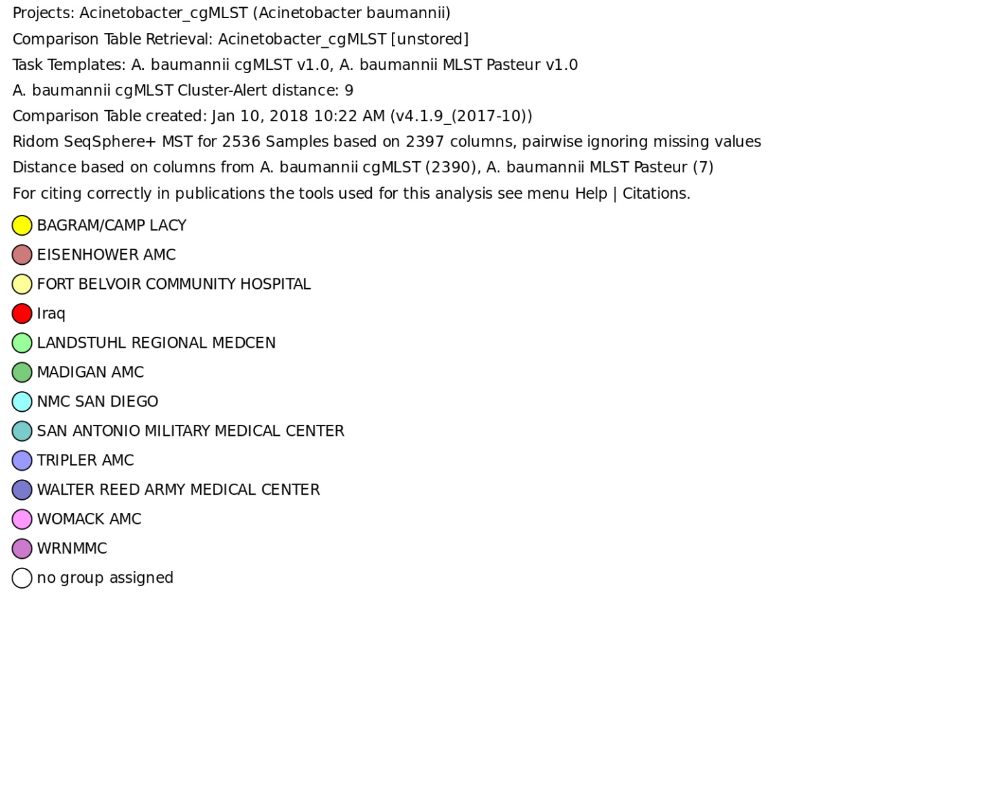 Projects: Acinetobacter_cgMLST (Acinetobacter baumannii)
Comparison Table Retrieval: Acinetobacter_cgMLST [unstored]
Task Templates: A. baumannii cgMLST v1.0, A. baumannii MLST Pasteur v1.0
A. baumannii cgMLST Cluster-Alert distance: 9
Comparison Table created: Jan 10, 2018 10:22 AM (v4.1.9_(2017-10))
Ridom SeqSphere+ MST for 2536 Samples based on 2397 columns, pairwise ignoring missing values
Distance based on columns from A. baumannii cgMLST (2390), A. baumannii MLST Pasteur (7)
For citing correctly in publications the tools used for this analysis see menu Help | Citations.
BAGRAM/CAMP LACY
EISENHOWER AMC
FORT BELVOIR COMMUNITY HOSPITAL
Iraq
LANDSTUHL REGIONAL MEDCEN
MADIGAN AMC
NMC SAN DIEGO
SAN ANTONIO MILITARY MEDICAL CENTER
TRIPLER AMC
WALTER REED ARMY MEDICAL CENTER
WOMACK AMC
WRNMMC
no group assigned